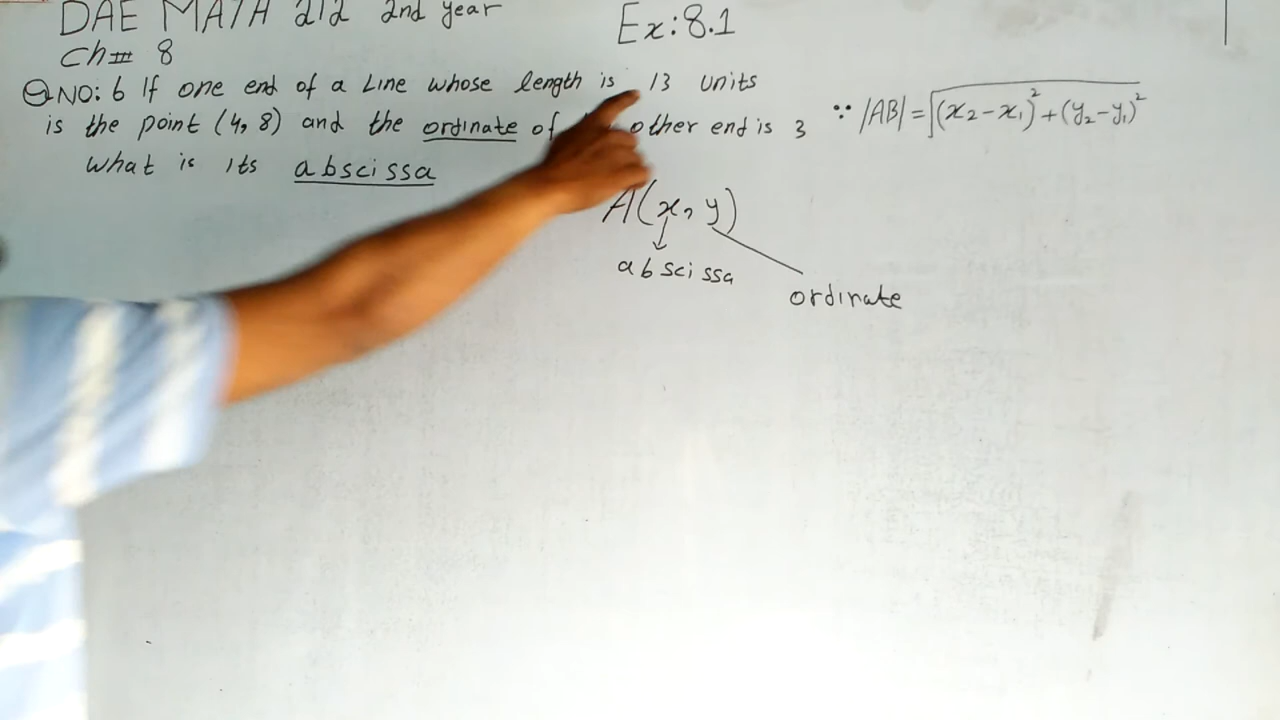 DAE MATH 212 2nd year
Ex:8.1
Ch# 8
QNO: 6 If one end of a Line whose length is 13 units
is the point (4, 8) and the ordinate of other end is 3
what is its abscissa
∵ |AB| = √(x₂-x₁)²+(y₂-y₁)²
A(x, y)
abscissa
ordinate